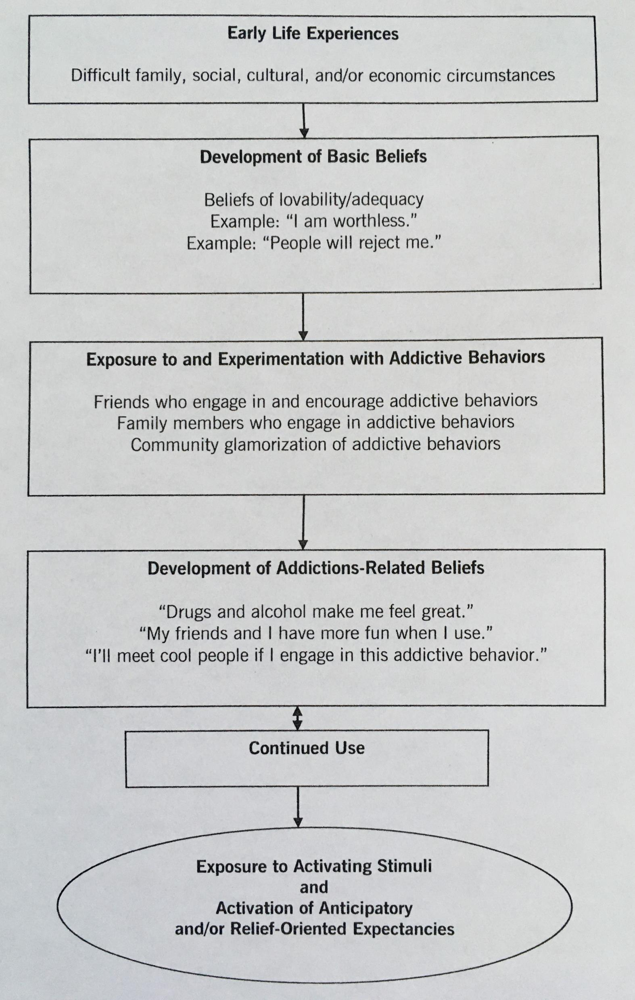 Early Life Experiences
Difficult family, social, cultural, and/or economic circumstances
Development of Basic Beliefs
Beliefs of lovability/adequacy
Example: “I am worthless.”
Example: “People will reject me.”
Exposure to and Experimentation with Addictive Behaviors
Friends who engage in and encourage addictive behaviors
Family members who engage in addictive behaviors
Community glamorization of addictive behaviors
Development of Addictions-Related Beliefs
“Drugs and alcohol make me feel great.”
“My friends and I have more fun when I use.”
“I’ll meet cool people if I engage in this addictive behavior.”
Continued Use
Exposure to Activating Stimuli
and
Activation of Anticipatory
and/or Relief-Oriented Expectancies